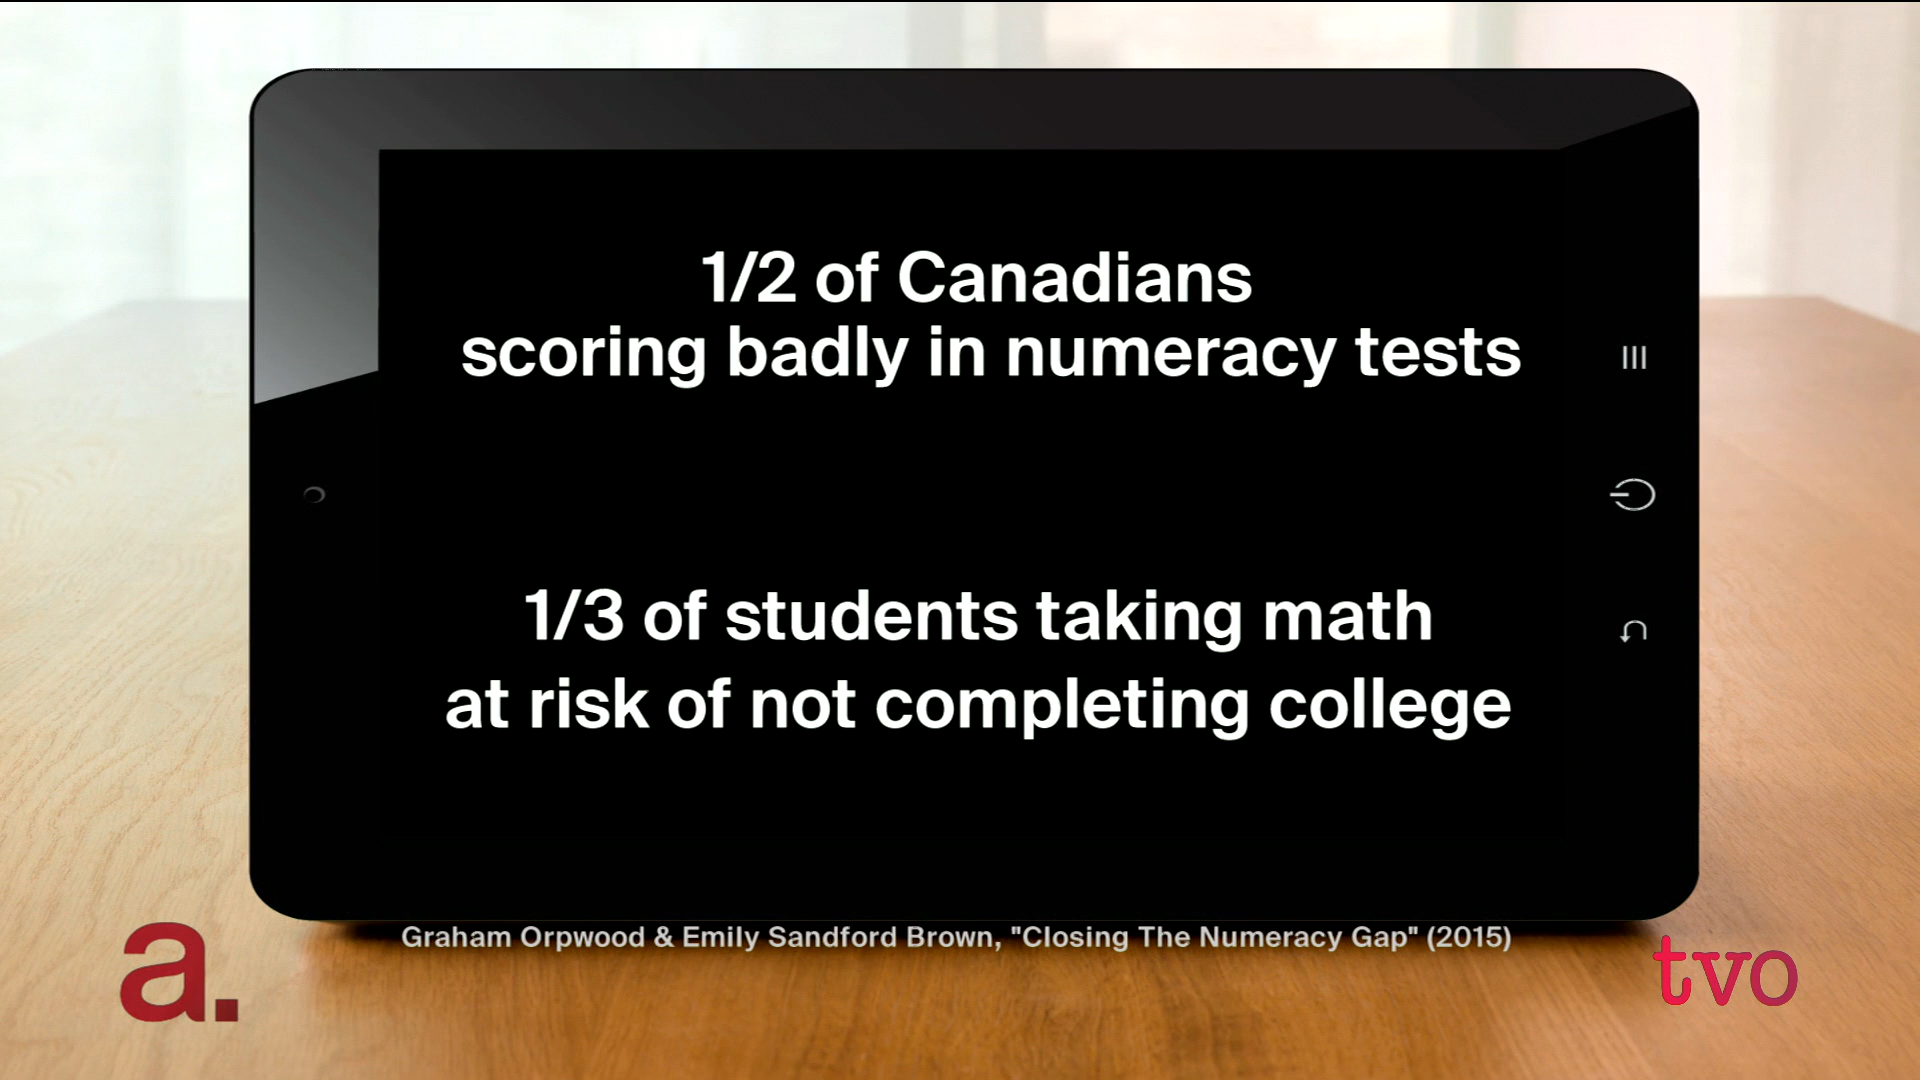 1/2 of Canadians
scoring badly in numeracy tests
1/3 of students taking math
at risk of not completing college
Graham Orpwood & Emily Sandford Brown, "Closing The Numeracy Gap" (2015)
a.
tvo